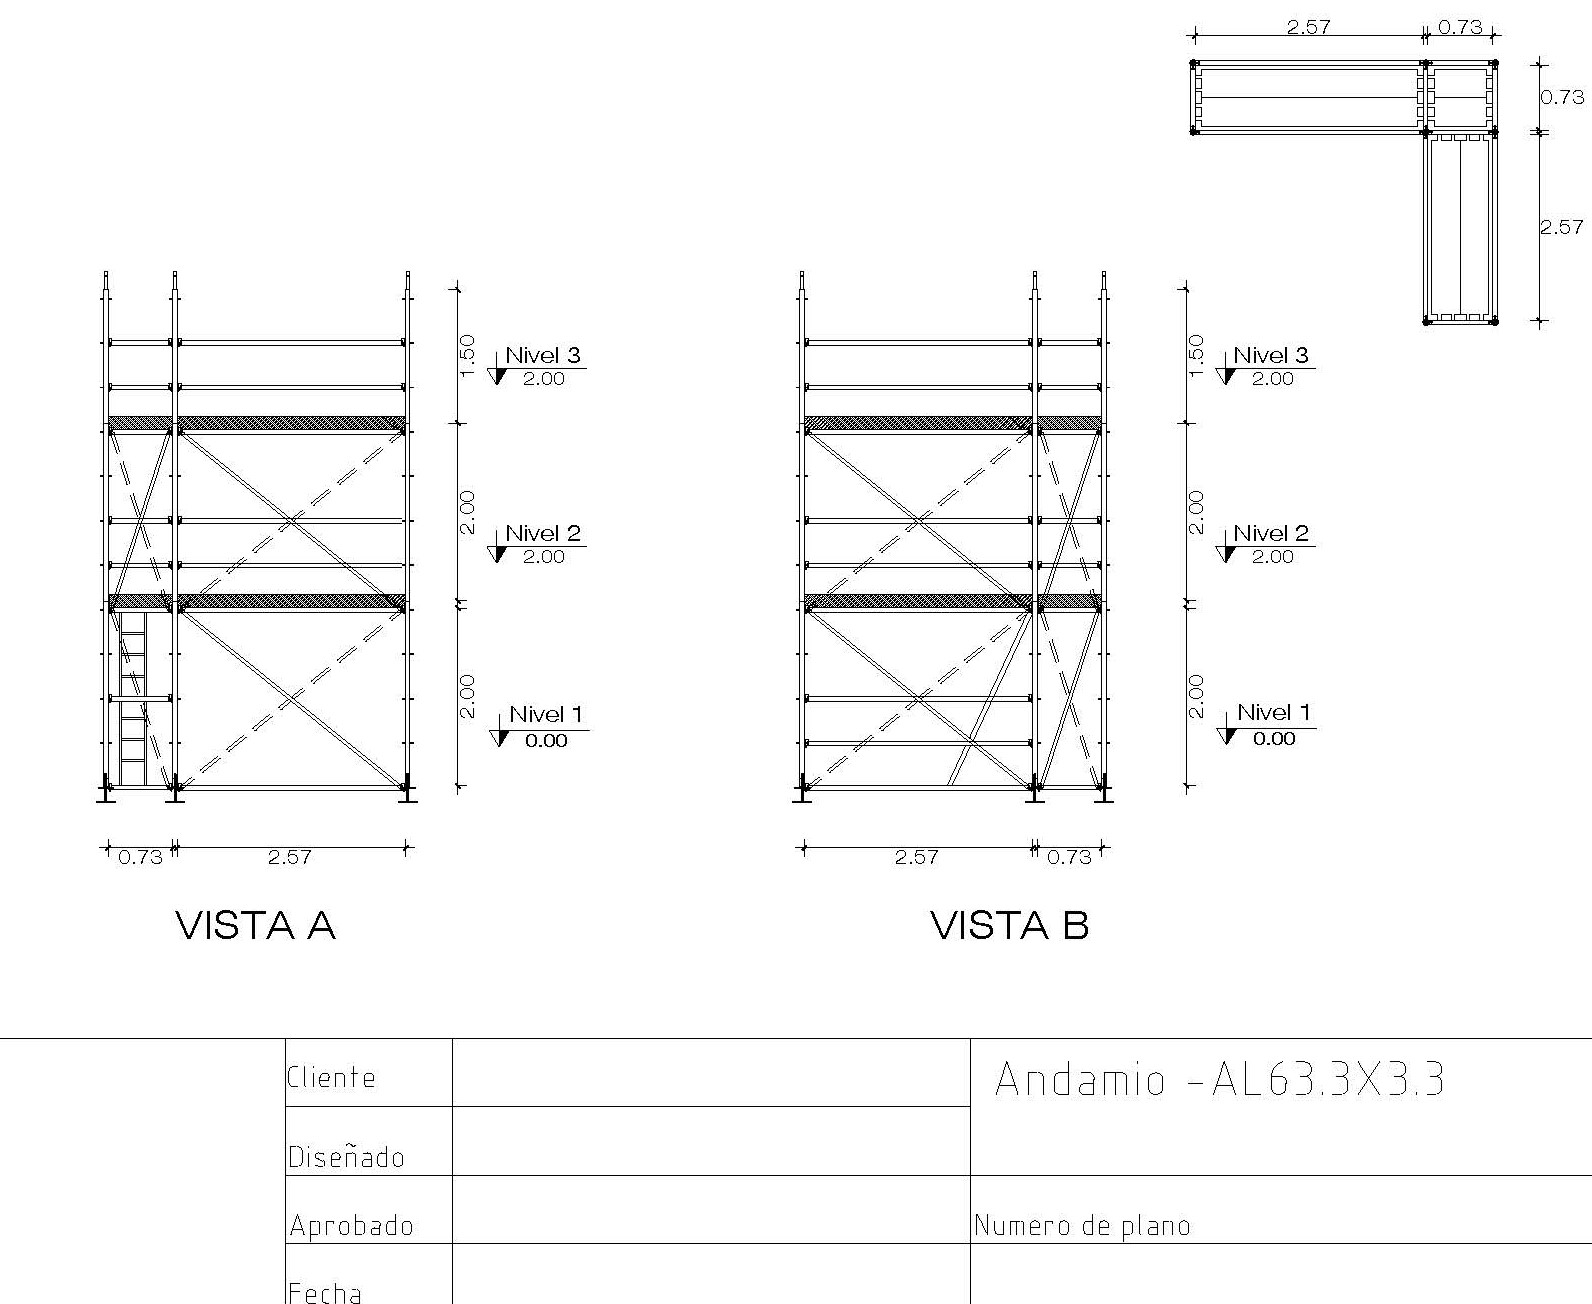 2.57 0.73
0.73
2.57
1.50
Nivel 3
2.00
2.00
Nivel 2
2.00
2.00
Nivel 1
0.00
0.73 2.57
VISTA A
1.50
Nivel 3
2.00
2.00
Nivel 2
2.00
2.00
Nivel 1
0.00
2.57 0.73
VISTA B
Cliente
Andamio -AL63.3X3.3
Diseñado
Aprobado
Numero de plano
Fecha